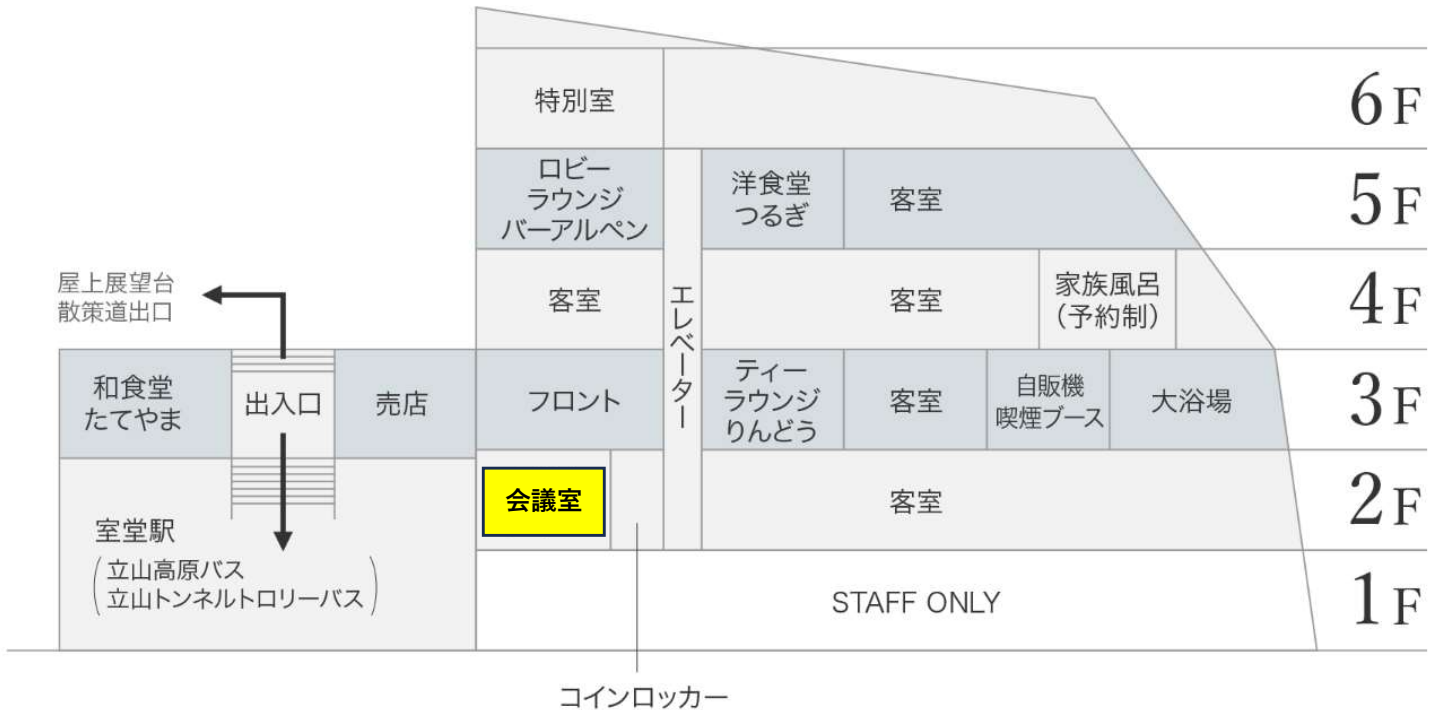 特別室
6F
ロビー
ラウンジ
バーアルペン
洋食堂
つるぎ
客室
5F
屋上展望台
散策道出口
客室
エレベーター
客室
家族風呂
（予約制）
4F
和食堂
たてやま
出入口
売店
フロント
ティー
ラウンジ
りんどう
客室
自販機
喫煙ブース
大浴場
3F
会議室
客室
2F
室堂駅
（立山高原バス
立山トンネルトロリーバス）
STAFF ONLY
1F
コインロッカー